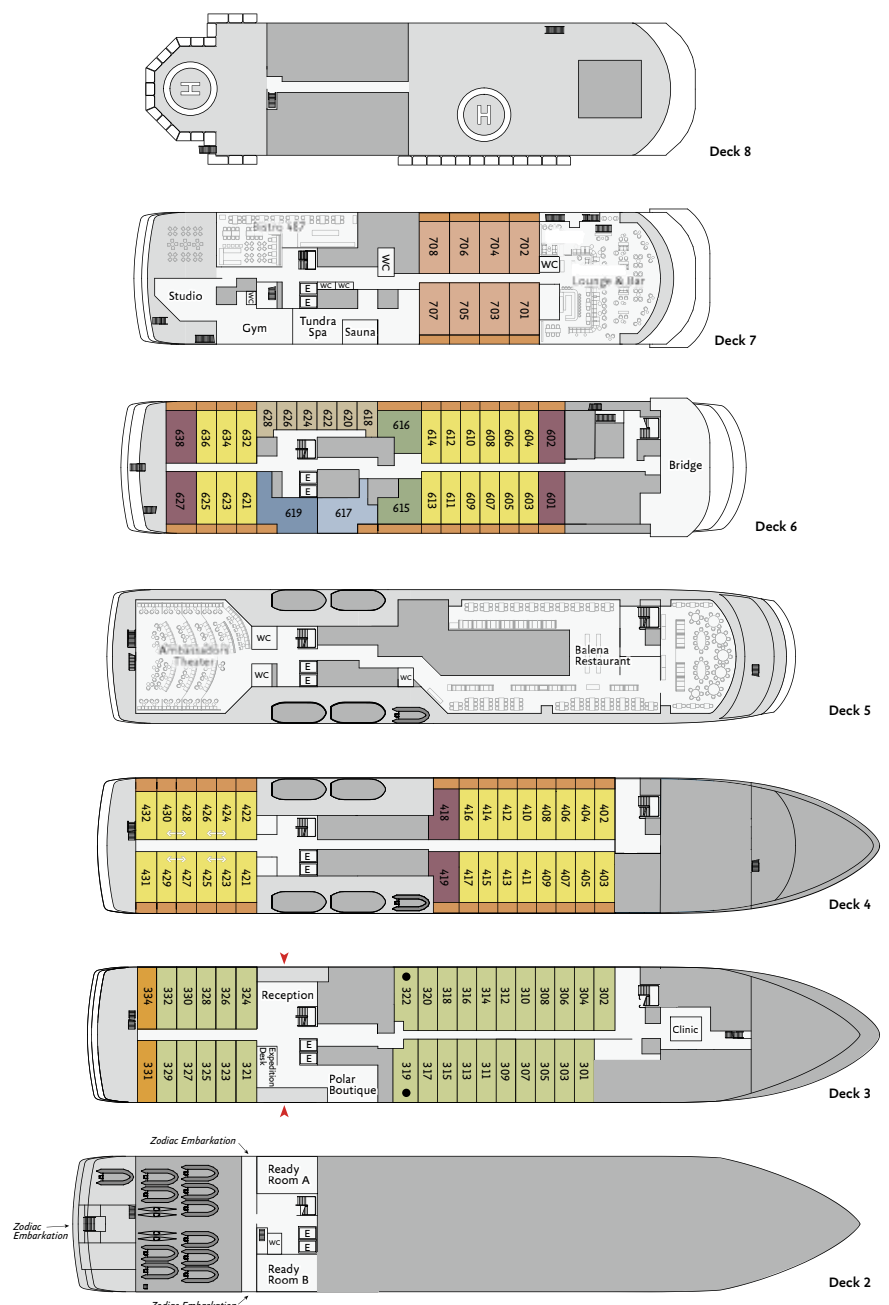 H
H
Deck 8
Bistro 487
708
706
704
702
WC
WC
Lounge & Bar
Studio
WC
E
E
WC
WC
Gym
Tundra
Spa
Sauna
707
705
703
701
Deck 7
638
636
634
632
628
626
624
622
620
618
616
614
612
610
608
606
604
602
Bridge
E
E
627
625
623
621
619
617
615
613
611
609
607
605
603
601
Deck 6
Ambassadors
Theater
WC
WC
E
E
WC
Balena
Restaurant
Deck 5
432
430
428
426
424
422
418
416
414
412
410
408
406
404
402
E
E
431
429
427
425
423
421
419
417
415
413
411
409
407
405
403
Deck 4
334
332
330
328
326
324
Reception
322
320
318
316
314
312
310
308
306
304
302
Clinic
E
E
331
329
327
325
323
321
Expedition
Desk
Polar
Boutique
319
317
315
313
311
309
307
305
303
301
Deck 3
Zodiac Embarkation
Ready
Room A
Zodiac
Embarkation
WC
E
E
Ready
Room B
Deck 2
Zodiac Embarkation